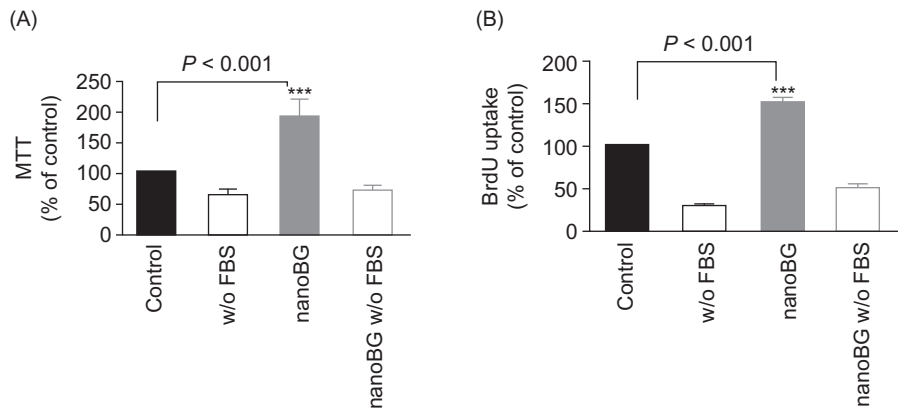 (A)
P < 0.001
MTT
(% of control)
250
200
150
100
50
0
***
Control
w/o FBS
nanoBG
nanoBG w/o FBS
(B)
P < 0.001
BrdU uptake
(% of control)
200
150
100
50
0
***
Control
w/o FBS
nanoBG
nanoBG w/o FBS